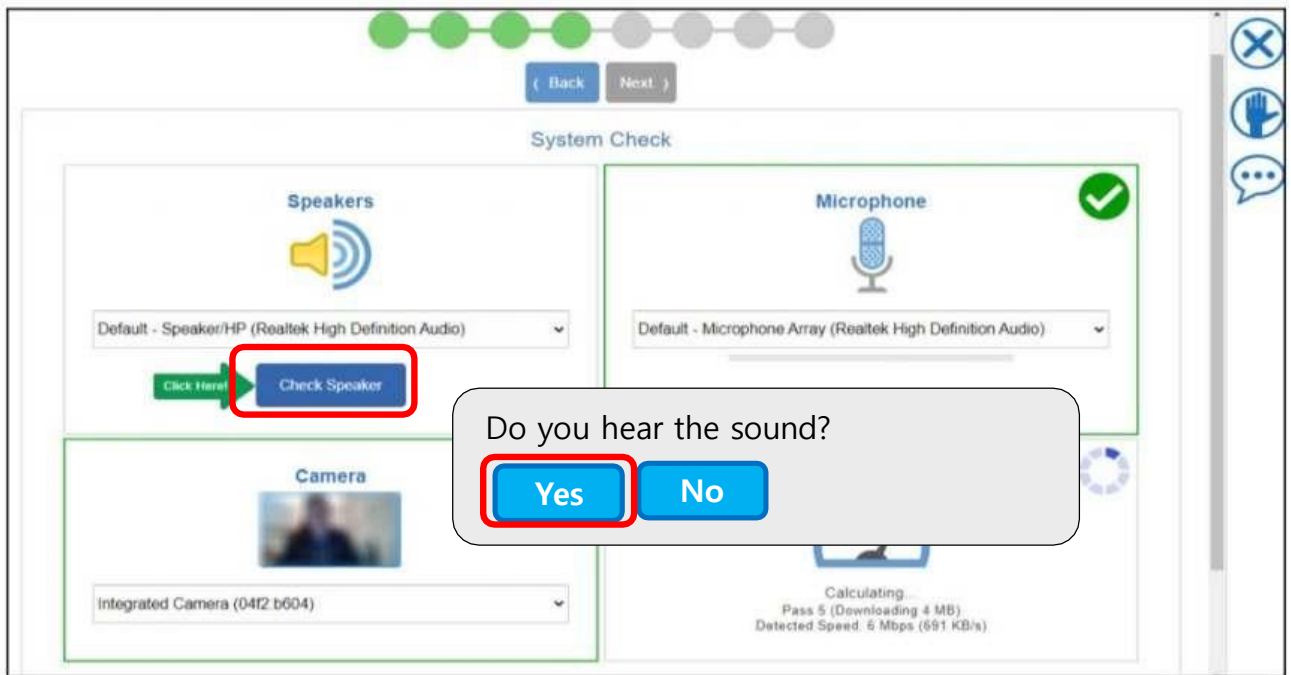 ‹ Back
Next ›
System Check
Speakers
Default - Speaker/HP (Realtek High Definition Audio)
Click Here!
Check Speaker
Microphone
Default - Microphone Array (Realtek High Definition Audio)
Do you hear the sound?
Yes
No
Camera
Integrated Camera (04f2:b604)
Calculating...
Pass 5 (Downloading 4 MB)
Detected Speed: 6 Mbps (691 KB/s)